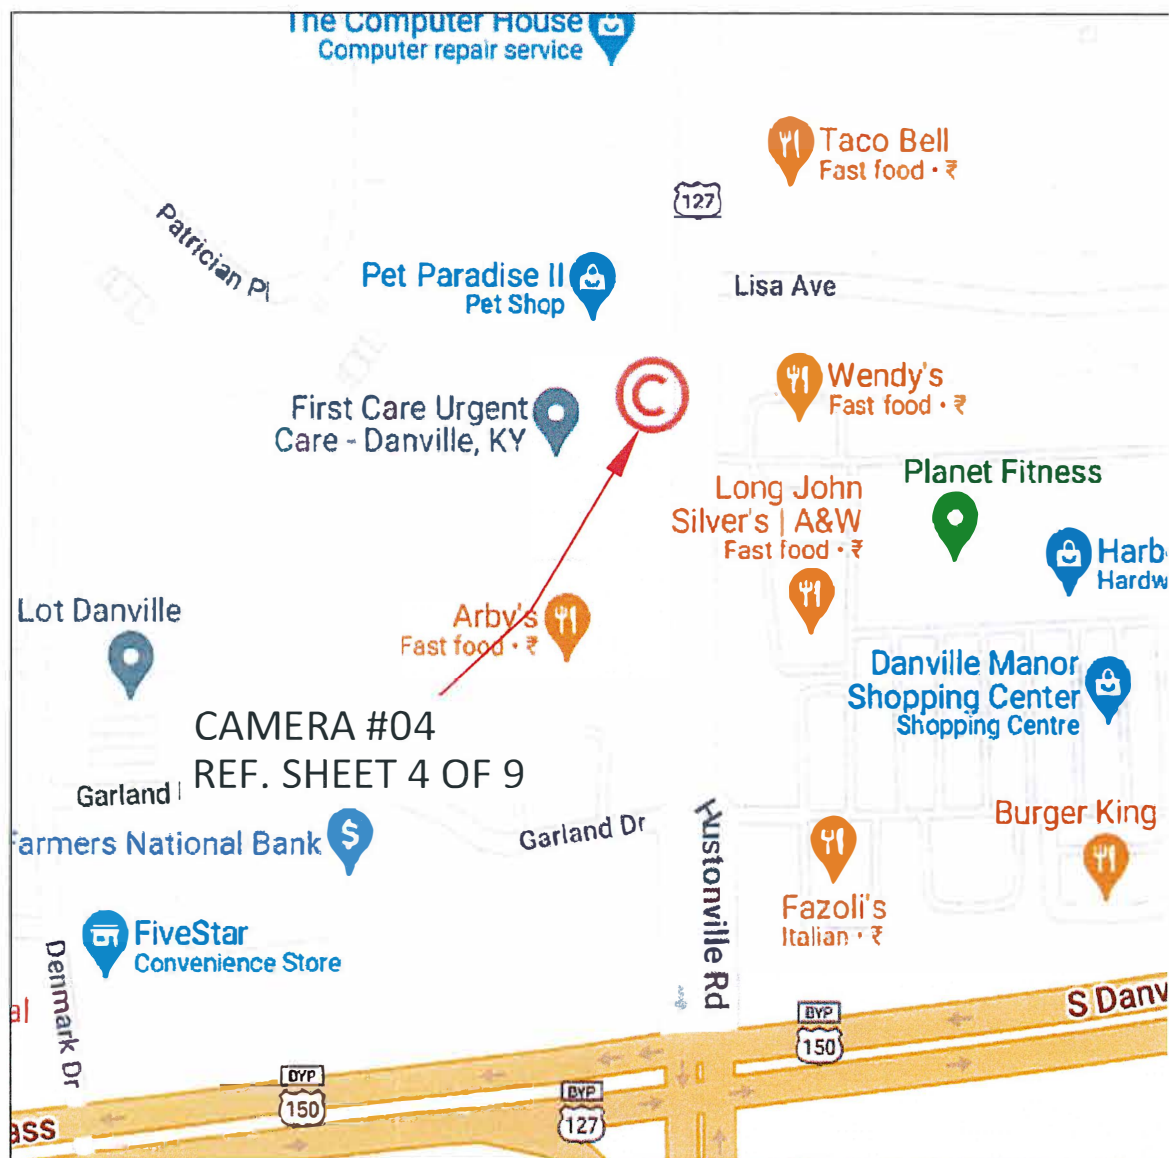 The Computer House
Computer repair service
Taco Bell
Fast food · ₹
127
Patrician Pl
Pet Paradise II
Pet Shop
Lisa Ave
C
Wendy's
Fast food · ₹
First Care Urgent
Care - Danville, KY
Planet Fitness
Long John
Silver's | A&W
Fast food · ₹
Harb
Hardw
Lot Danville
Arby's
Fast food · ₹
Danville Manor
Shopping Center
Shopping Centre
CAMERA #04
REF. SHEET 4 OF 9
Garland
Farmers National Bank
$
Garland Dr
Hustonville Rd
Burger King
Fazoli's
Italian · ₹
FiveStar
Convenience Store
Denmark Dr
al
S Danv
BYP
150
BYP
150
BYP
127
ass